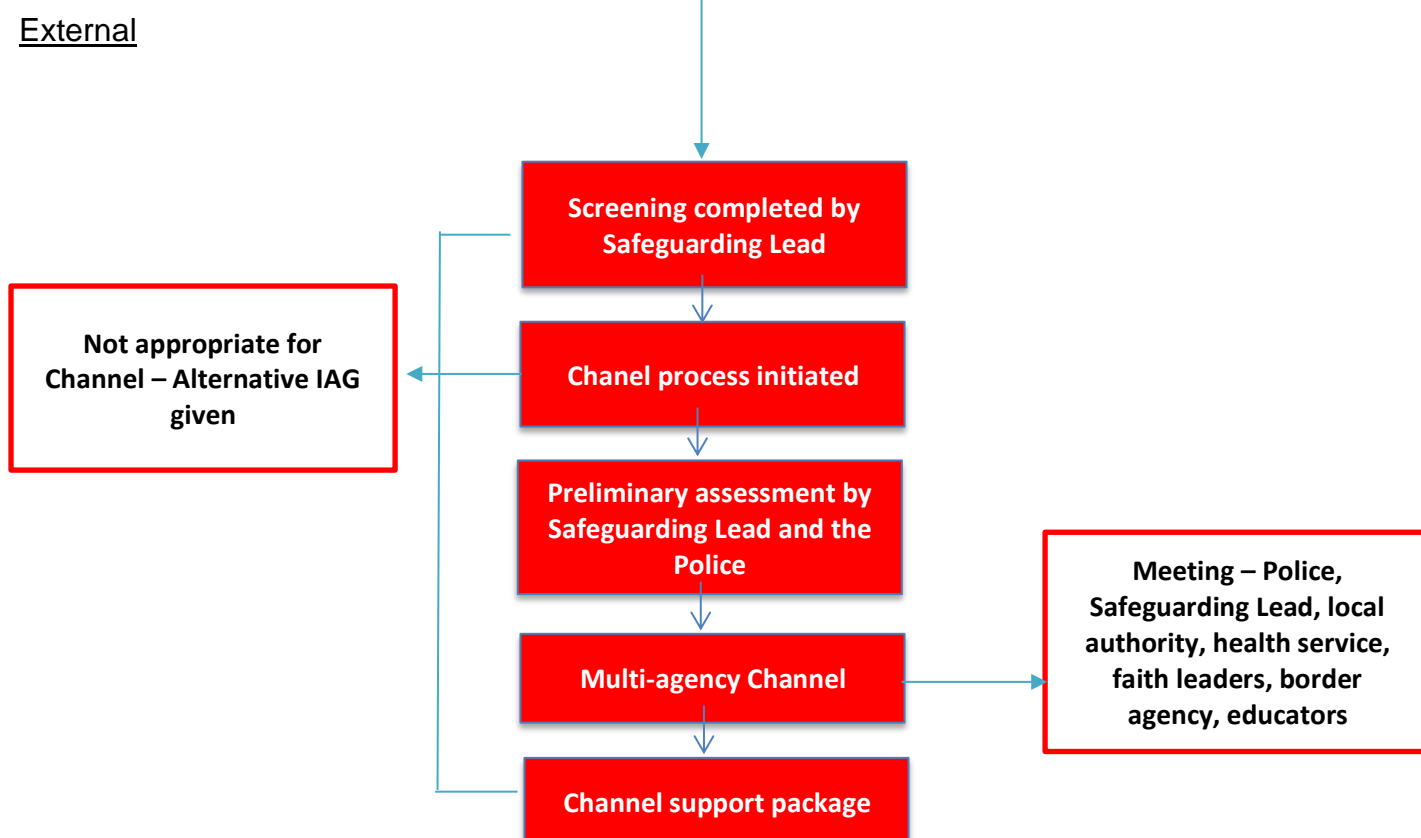 External
Screening completed by
Safeguarding Lead
Not appropriate for
Channel – Alternative IAG
given
Chanel process initiated
Preliminary assessment by
Safeguarding Lead and the
Police
Meeting – Police,
Safeguarding Lead, local
authority, health service,
faith leaders, border
agency, educators
Multi-agency Channel
Channel support package